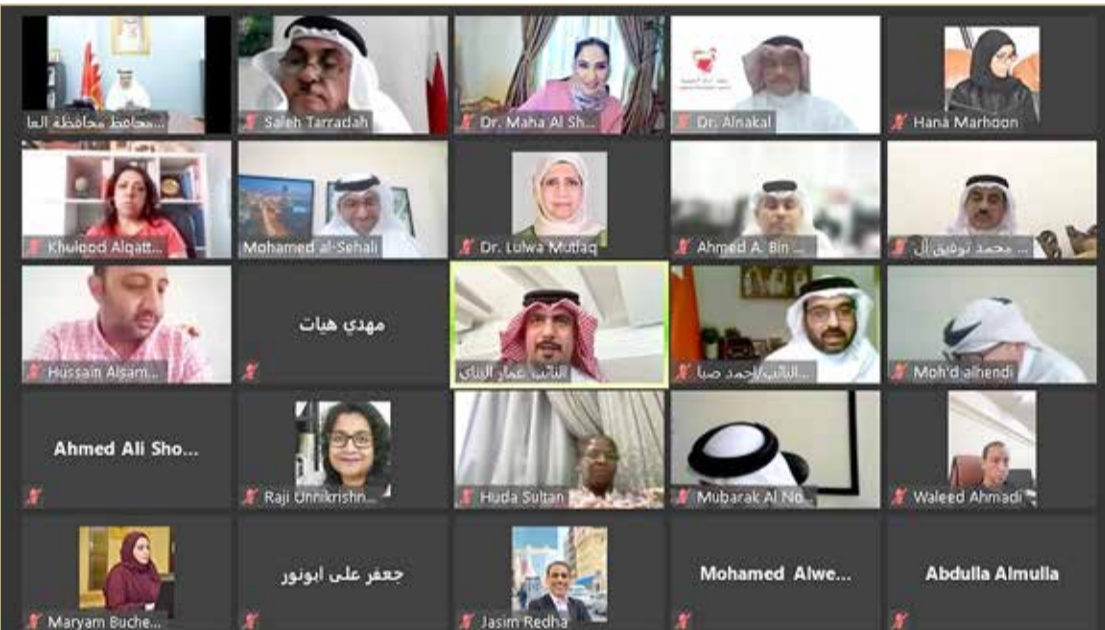 محافظ محافظة العا...
Saleh Tarradah
Dr. Maha Al Sh...
Dr. Alnakal
Hana Marhoon
Khulood Alqatt...
Mohamed al-Sehali
Dr. Lulwa Mutlaq
Ahmed A. Bin ...
محمد توفيق آل ...
Hussain Alsam...
مهدي هيات
النائب عمار البناي
النائب/احمد صبا...
Moh'd alhendi
Ahmed Ali Sho...
Raji Unnikrishn...
Huda Sultan
Mubarak Al No...
Waleed Ahmadi
Maryam Buche...
جعفر على ابونور
Jasim Redha
Mohamed Alwe...
Abdulla Almulla